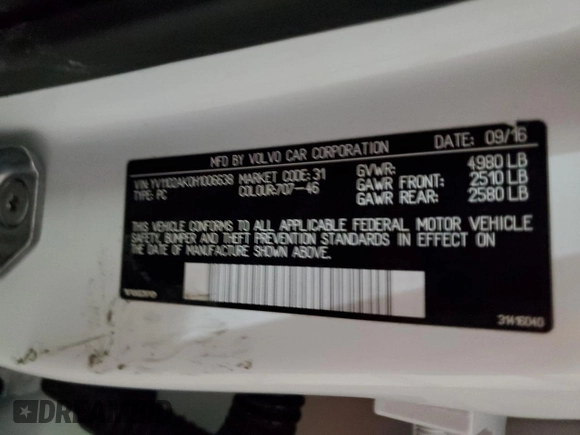 MFD BY VOLVO CAR CORPORATION DATE: 09/16
VIN: YV1102AK0H1006638 MARKET CODE: 31 GVWR: 4980 LB
TYPE: PC COLOUR:707-46 GAWR FRONT: 2510 LB
GAWR REAR: 2580 LB
THIS VEHICLE CONFORMS TO ALL APPLICABLE FEDERAL MOTOR VEHICLE
SAFETY, BUMPER AND THEFT PREVENTION STANDARDS IN EFFECT ON
THE DATE OF MANUFACTURE SHOWN ABOVE.
VOLVO 31416040